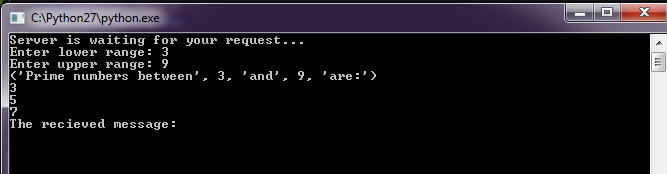 C:\Python27\python.exe
Server is waiting for your request...
Enter lower range: 3
Enter upper range: 9
('Prime numbers between', 3, 'and', 9, 'are:')
3
5
7
The recieved message: